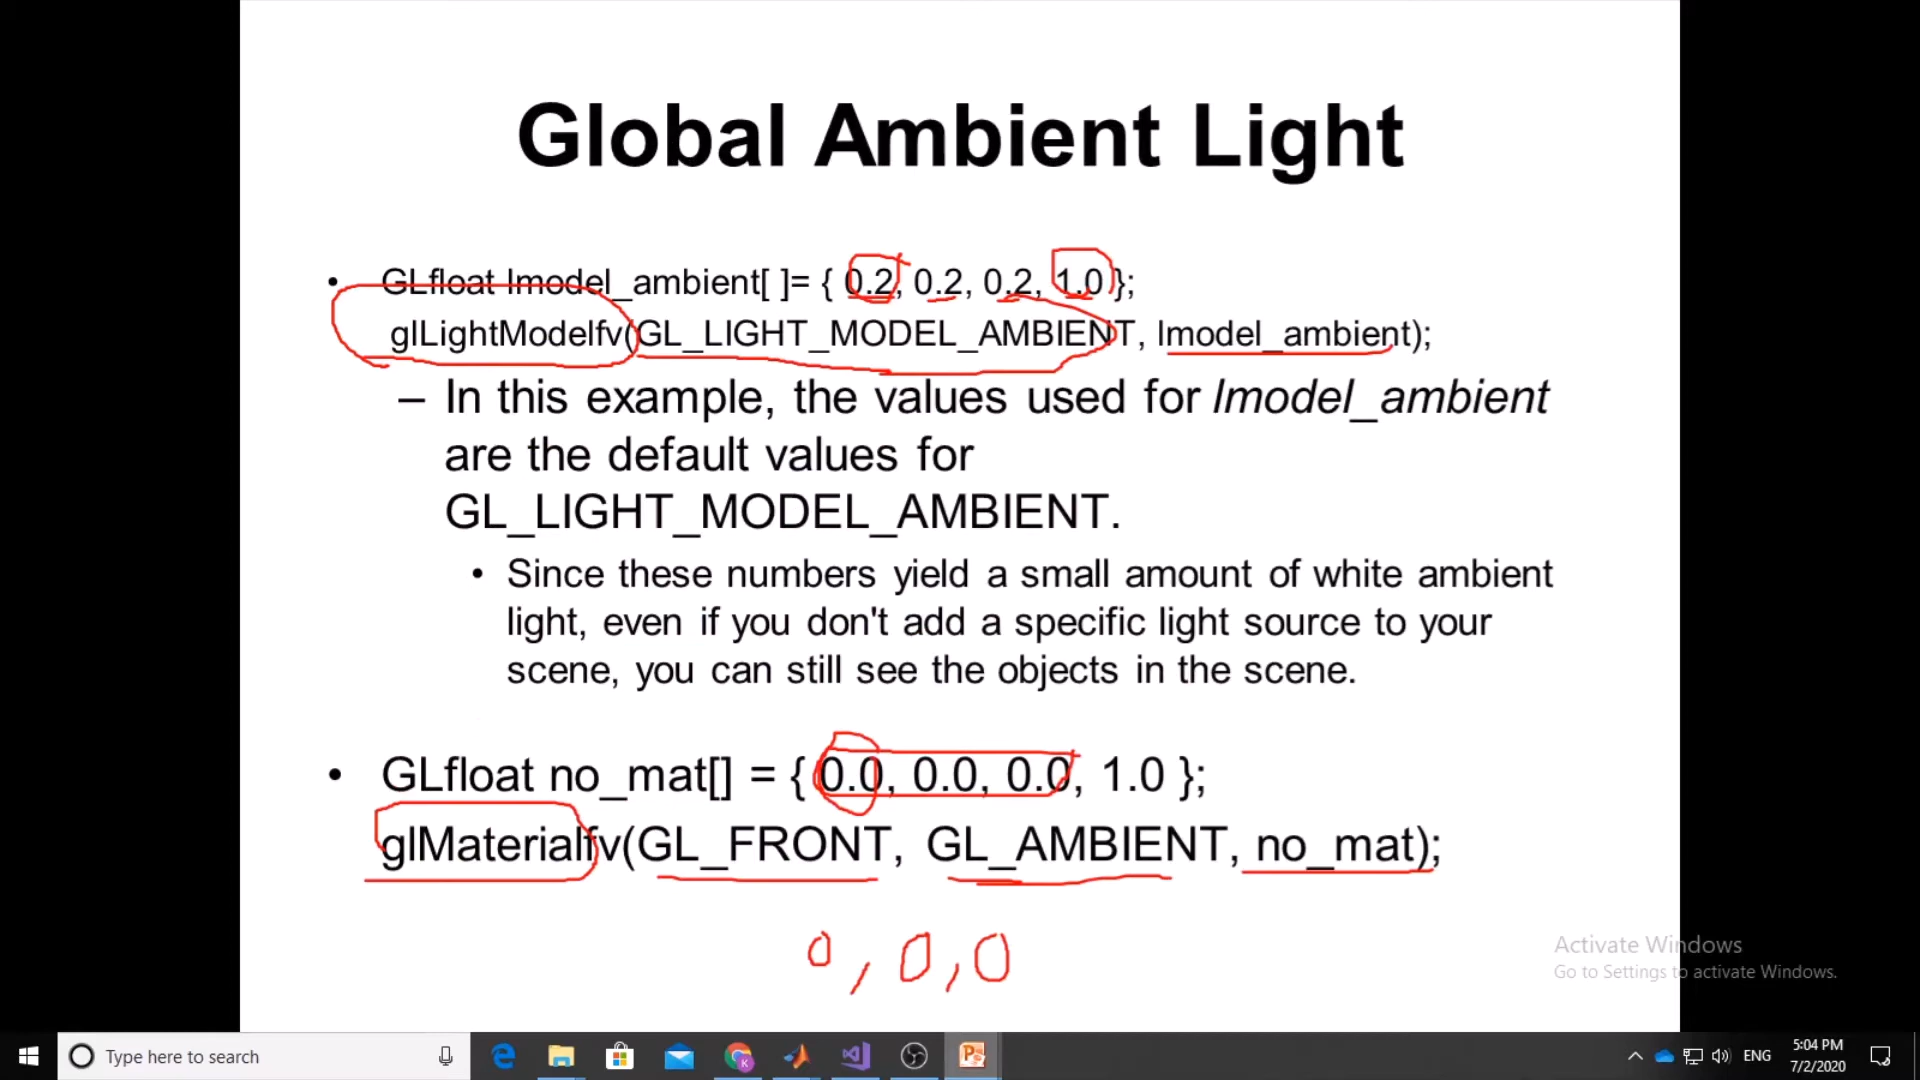 Global Ambient Light
• GLfloat lmodel_ambient[ ]= { 0.2, 0.2, 0.2, 1.0 };
glLightModelfv(GL_LIGHT_MODEL_AMBIENT, lmodel_ambient);
– In this example, the values used for lmodel_ambient
are the default values for
GL_LIGHT_MODEL_AMBIENT.
• Since these numbers yield a small amount of white ambient
light, even if you don't add a specific light source to your
scene, you can still see the objects in the scene.
• GLfloat no_mat[] = { 0.0, 0.0, 0.0, 1.0 };
glMaterialfv(GL_FRONT, GL_AMBIENT, no_mat);
0, 0, 0
Activate Windows
Go to Settings to activate Windows.
Type here to search
ENG
5:04 PM
7/2/2020